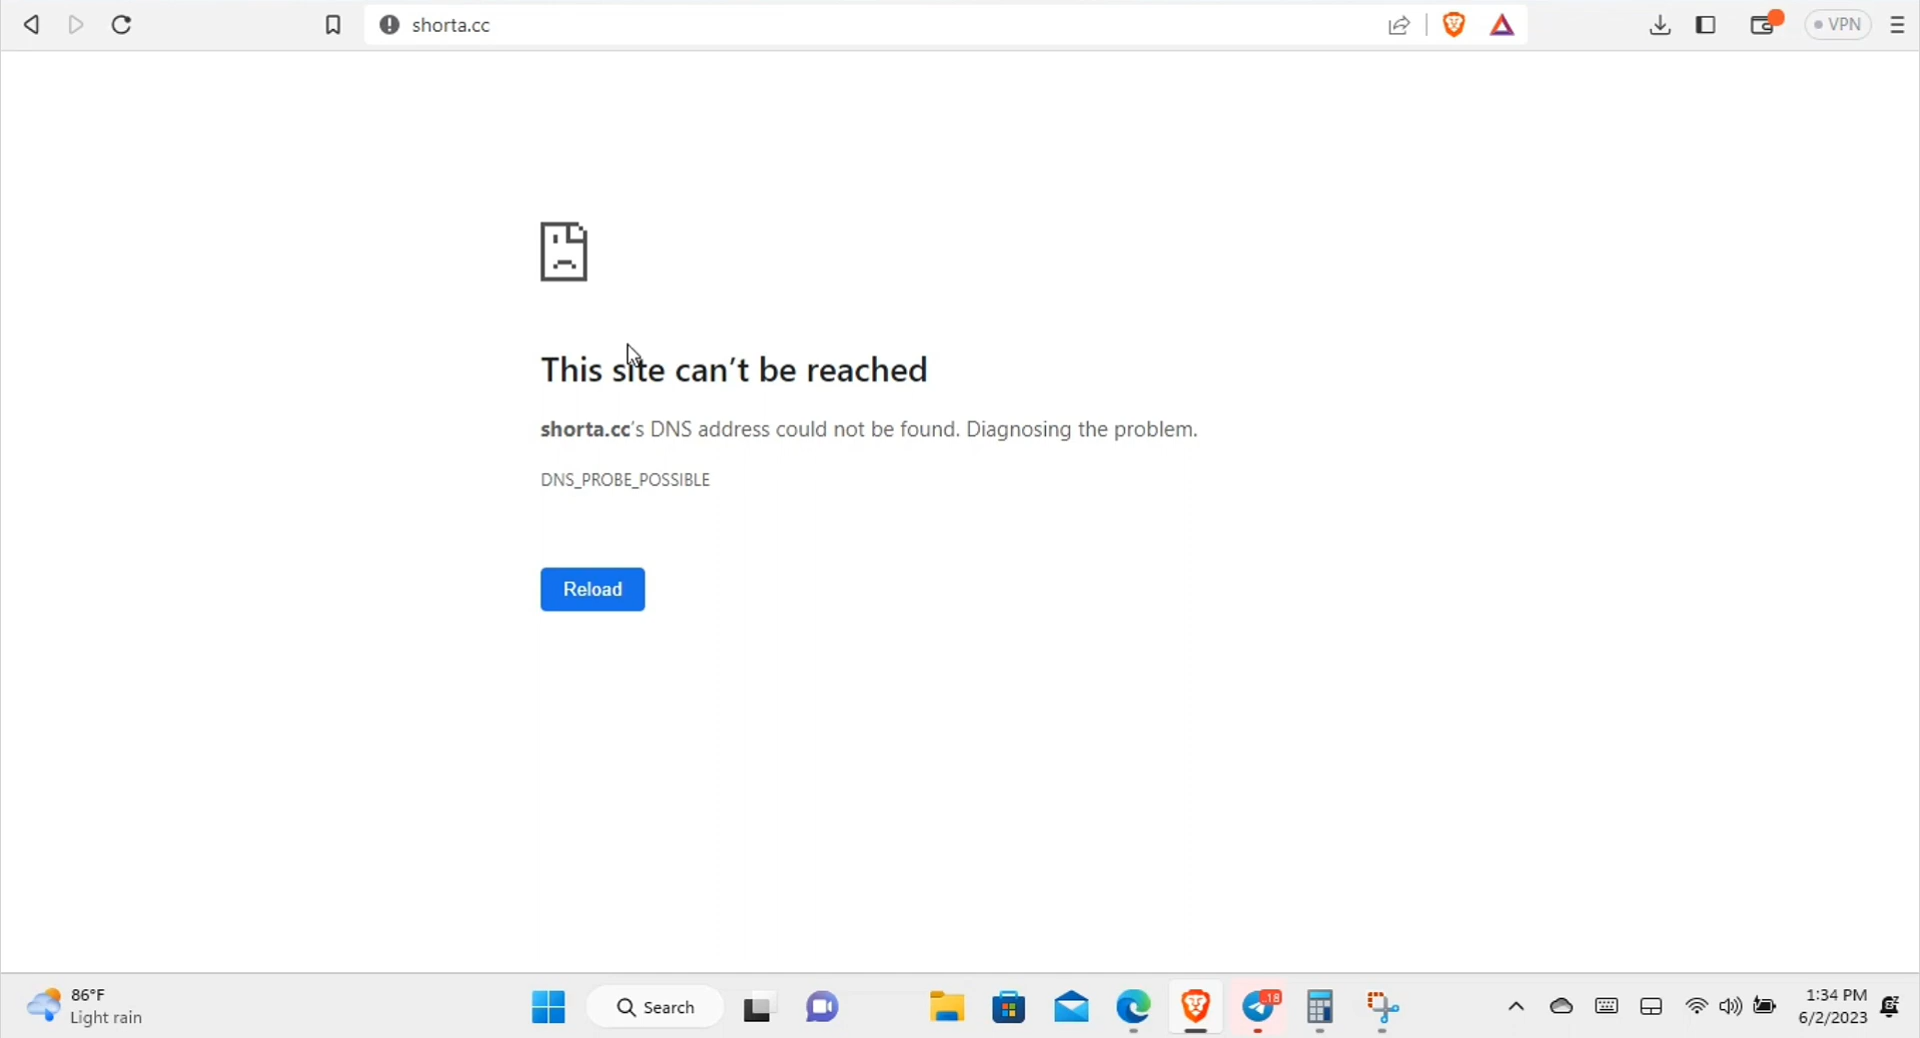 shorta.cc
VPN
This site can’t be reached
shorta.cc’s DNS address could not be found. Diagnosing the problem.
DNS_PROBE_POSSIBLE
Reload
86°F
Light rain
Search
18
1:34 PM
6/2/2023